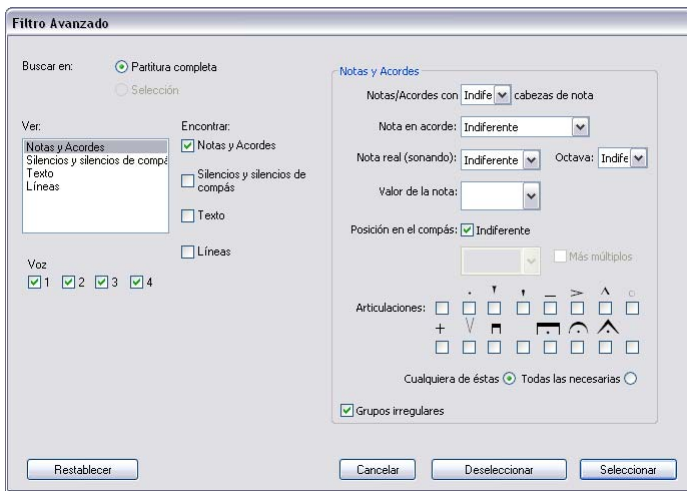 Filtro Avanzado
Buscar en:
Partitura completa
Selección
Ver:
Notas y Acordes
Silencios y silencios de compá
Texto
Líneas
Encontrar:
Notas y Acordes
Silencios y silencios de
compás
Texto
Líneas
Voz
1 2 3 4
Notas y Acordes
Notas/Acordes con Indife cabezas de nota
Nota en acorde: Indiferente
Nota real (sonando): Indiferente Octava: Indife
Valor de la nota:
Posición en el compás: Indiferente
Más múltiplos
Articulaciones:
Cualquiera de éstas Todas las necesarias
Grupos irregulares
Restablecer Cancelar Deseleccionar Seleccionar